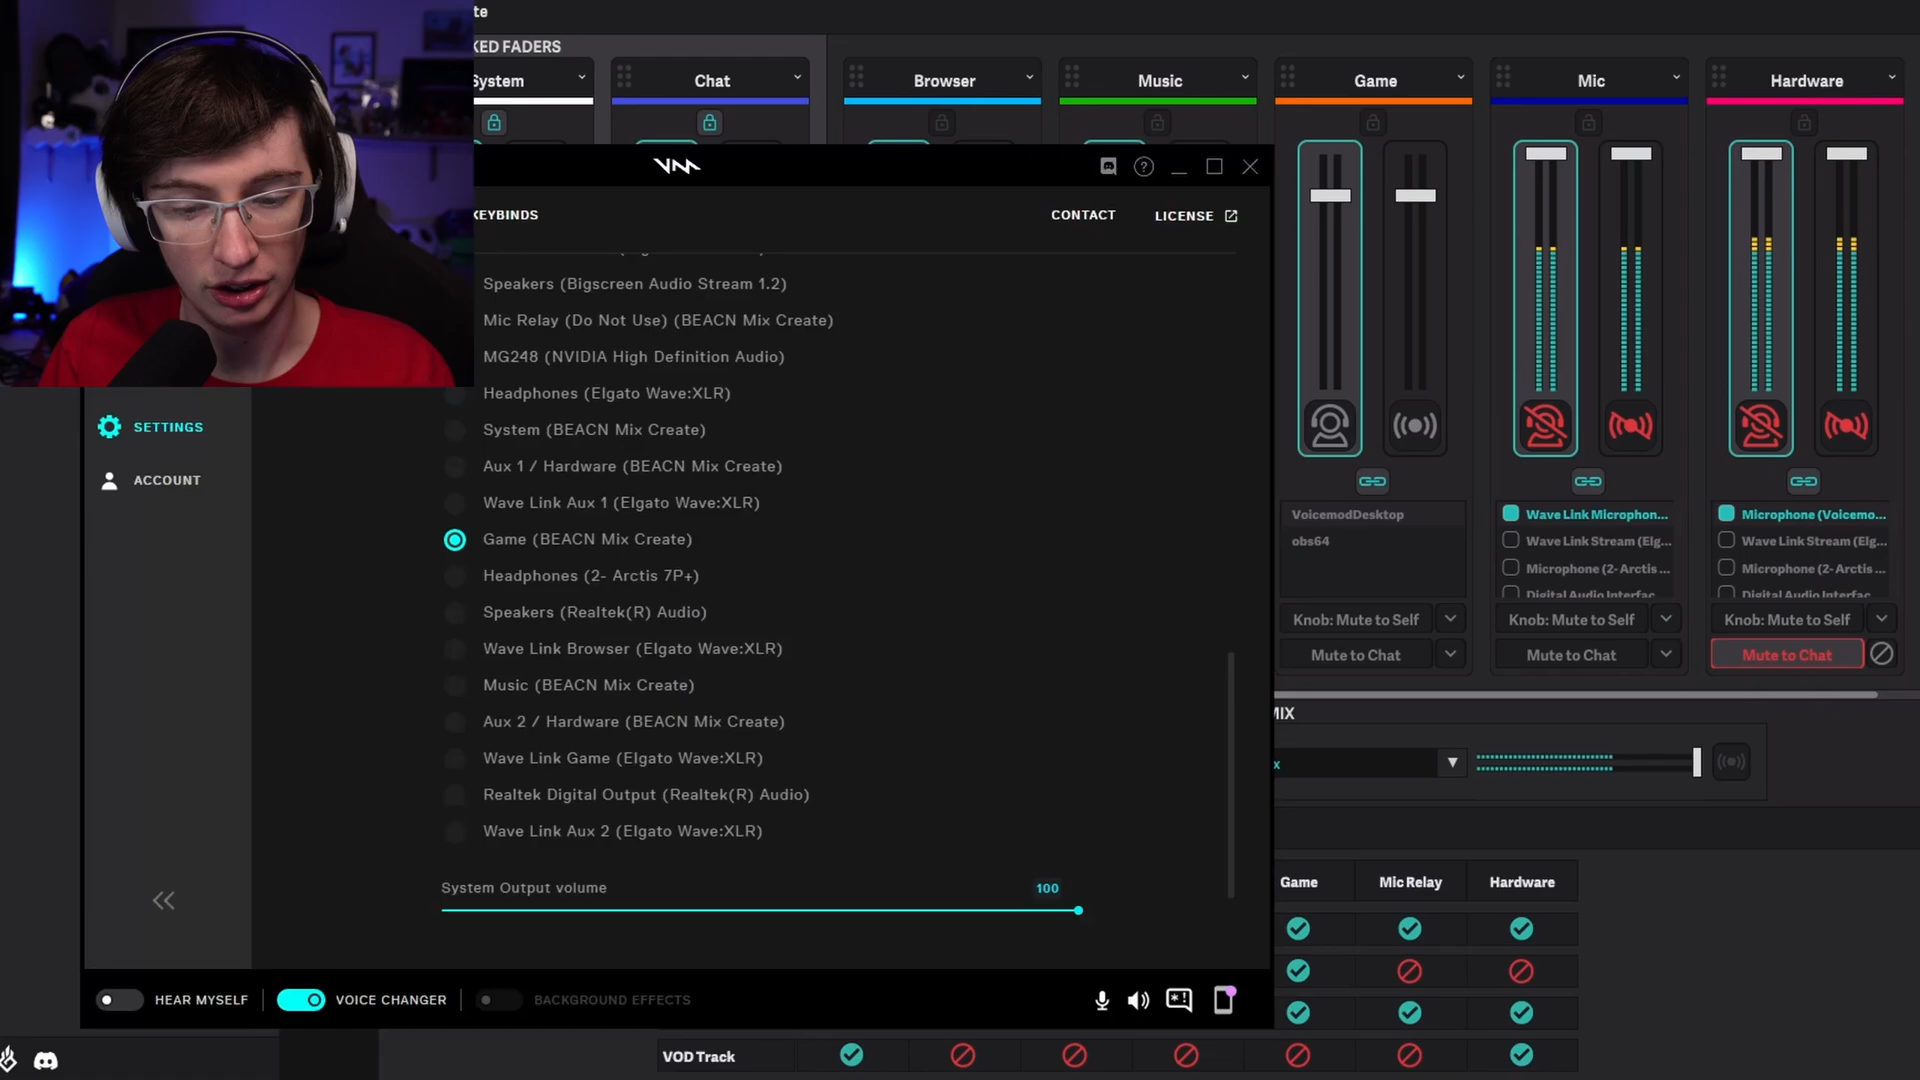 te
KED FADERS
System
Chat
Browser
Music
Game
Mic
Hardware
KEYBINDS
CONTACT
LICENSE
Speakers (Bigscreen Audio Stream 1.2)
Mic Relay (Do Not Use) (BEACN Mix Create)
MG248 (NVIDIA High Definition Audio)
Headphones (Elgato Wave:XLR)
System (BEACN Mix Create)
Aux 1 / Hardware (BEACN Mix Create)
Wave Link Aux 1 (Elgato Wave:XLR)
Game (BEACN Mix Create)
Headphones (2- Arctis 7P+)
Speakers (Realtek(R) Audio)
Wave Link Browser (Elgato Wave:XLR)
Music (BEACN Mix Create)
Aux 2 / Hardware (BEACN Mix Create)
Wave Link Game (Elgato Wave:XLR)
Realtek Digital Output (Realtek(R) Audio)
Wave Link Aux 2 (Elgato Wave:XLR)
System Output volume
100
SETTINGS
ACCOUNT
HEAR MYSELF
VOICE CHANGER
BACKGROUND EFFECTS
VoicemodDesktop
obs64
Knob: Mute to Self
Mute to Chat
Wave Link Microphon...
Wave Link Stream (Elg...
Microphone (2- Arctis ...
Digital Audio Interfac
Knob: Mute to Self
Mute to Chat
Microphone (Voicemo...
Wave Link Stream (Elg...
Microphone (2- Arctis ...
Digital Audio Interfac
Knob: Mute to Self
Mute to Chat
MIX
x
Game
Mic Relay
Hardware
VOD Track